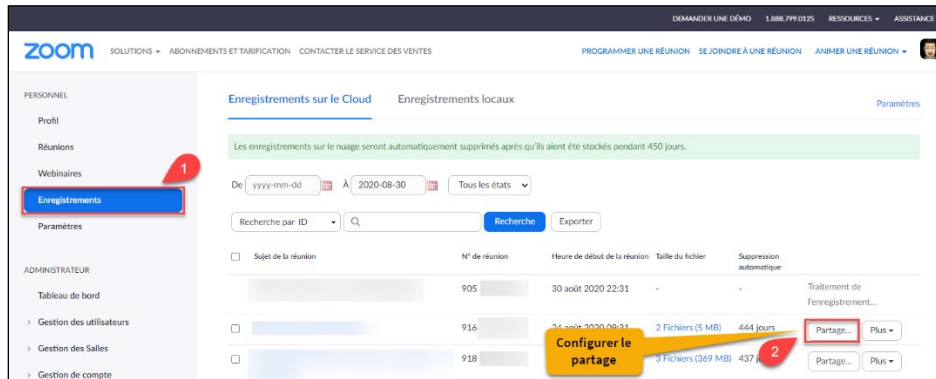 DEMANDER UNE DÉMO 1.888.799.0125 RESSOURCES ASSISTANCE
zoom SOLUTIONS ABONNEMENTS ET TARIFICATION CONTACTER LE SERVICE DES VENTES PROGRAMMER UNE RÉUNION SE JOINDRE À UNE RÉUNION ANIMER UNE RÉUNION
PERSONNEL
Profil
Réunions
Webinaires
1
Enregistrements
Paramètres
ADMINISTRATEUR
Tableau de bord
> Gestion des utilisateurs
> Gestion des Salles
> Gestion de compte
Enregistrements sur le Cloud Enregistrements locaux Paramètres
Les enregistrements sur le nuage seront automatiquement supprimés après qu'ils aient été stockés pendant 450 jours.
De yyyy-mm-dd À 2020-08-30 Tous les états
Recherche par ID Recherche Exporter
Sujet de la réunion N° de réunion Heure de début de la réunion Taille du fichier Suppression
automatique
905 30 août 2020 22:31 - - Traitement de
l'enregistrement...
916 24 août 2020 09:31 2 Fichiers (5 MB) 444 jours Partage... Plus
Configurer le
partage
2
918 3 Fichiers (369 MB) 437 Partage... Plus